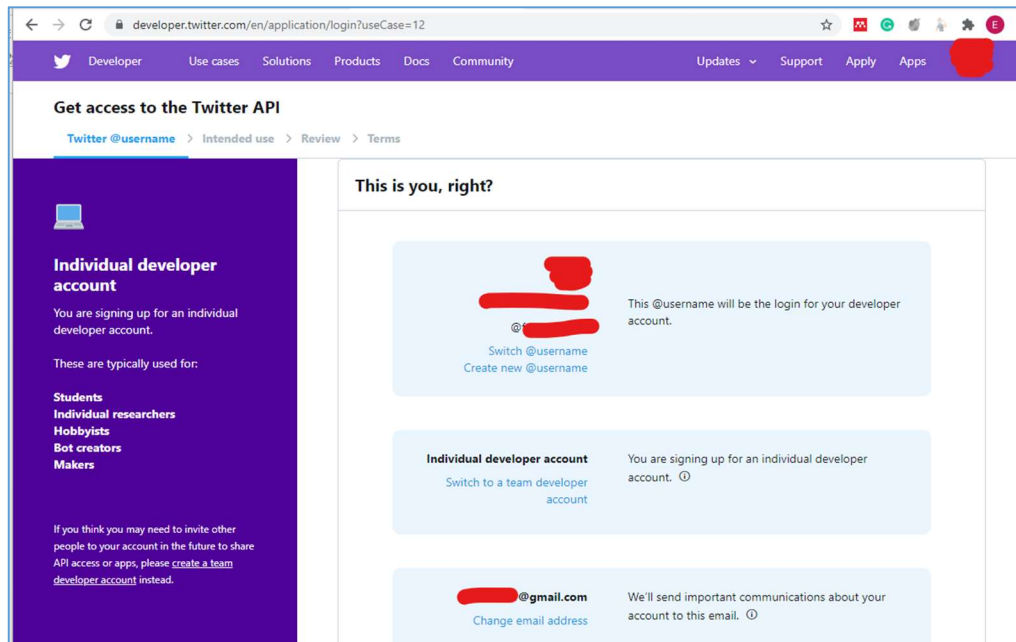 developer.twitter.com/en/application/login?useCase=12
E
Developer Use cases Solutions Products Docs Community Updates Support Apply Apps
Get access to the Twitter API
Twitter @username > Intended use > Review > Terms
Individual developer
account
You are signing up for an individual
developer account.
These are typically used for:
Students
Individual researchers
Hobbyists
Bot creators
Makers
If you think you may need to invite other
people to your account in the future to share
API access or apps, please create a team
developer account instead.
This is you, right?
@f
Switch @username
Create new @username
This @username will be the login for your developer
account.
Individual developer account
Switch to a team developer
account
You are signing up for an individual developer
account.
@gmail.com
Change email address
We'll send important communications about your
account to this email.